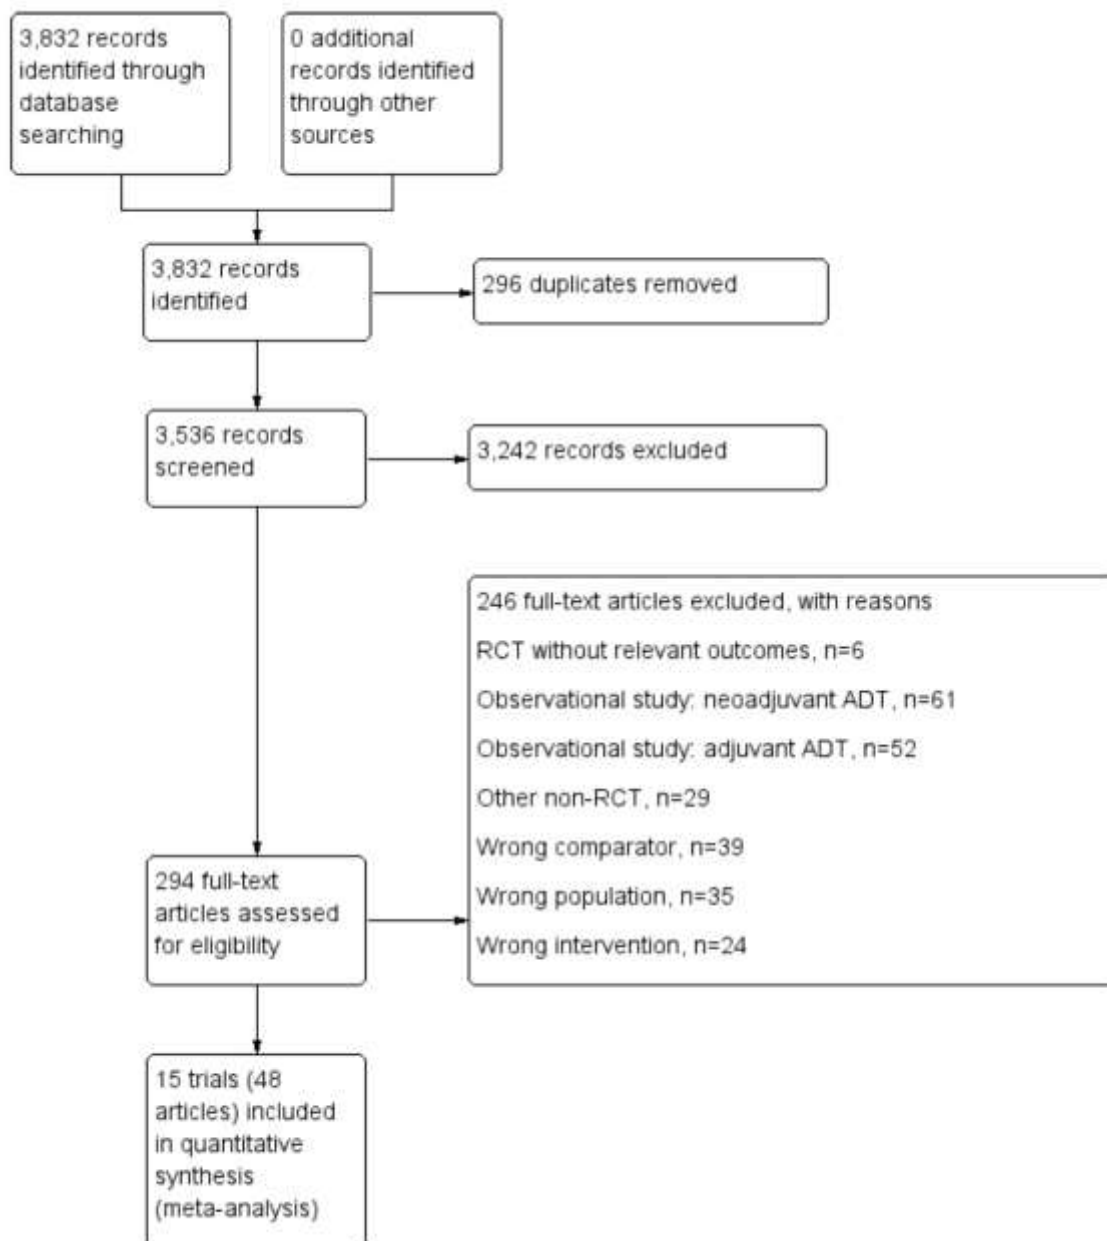 3,832 records
identified through
database
searching
0 additional
records identified
through other
sources
3,832 records
identified
296 duplicates removed
3,536 records
screened
3,242 records excluded
246 full-text articles excluded, with reasons
RCT without relevant outcomes, n=6
Observational study: neoadjuvant ADT, n=61
Observational study: adjuvant ADT, n=52
Other non-RCT, n=29
Wrong comparator, n=39
Wrong population, n=35
Wrong intervention, n=24
294 full-text
articles assessed
for eligibility
15 trials (48
articles) included
in quantitative
synthesis
(meta-analysis)